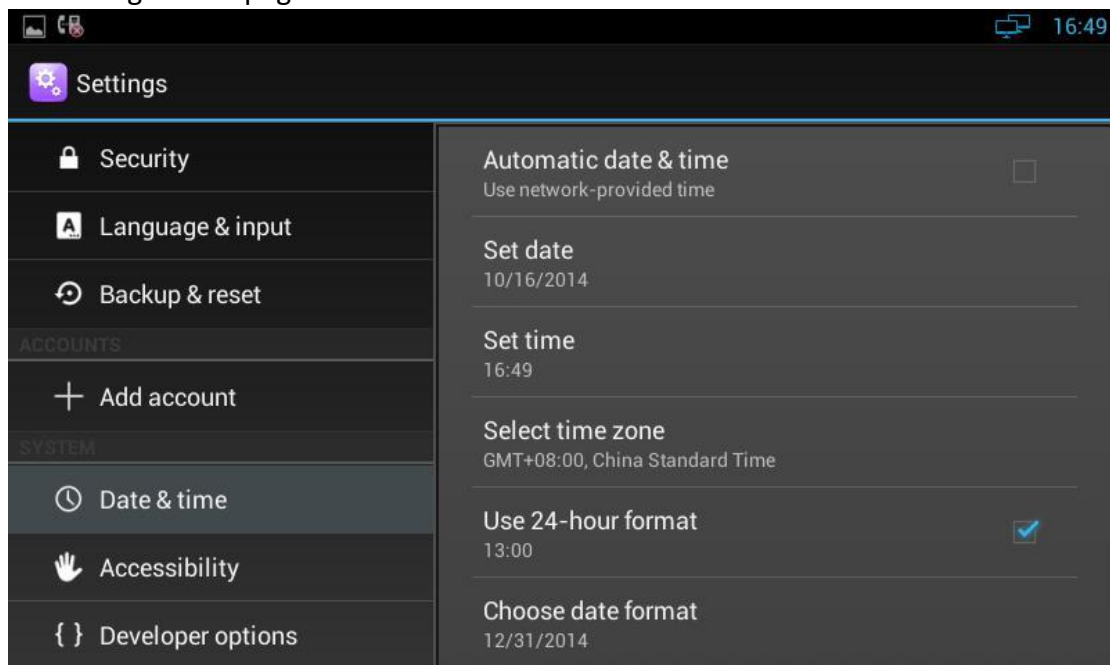 16:49
Settings
Security
Language & input
Backup & reset
ACCOUNTS
Add account
SYSTEM
Date & time
Accessibility
{ } Developer options
Automatic date & time
Use network-provided time
Set date
10/16/2014
Set time
16:49
Select time zone
GMT+08:00, China Standard Time
Use 24-hour format
13:00
Choose date format
12/31/2014